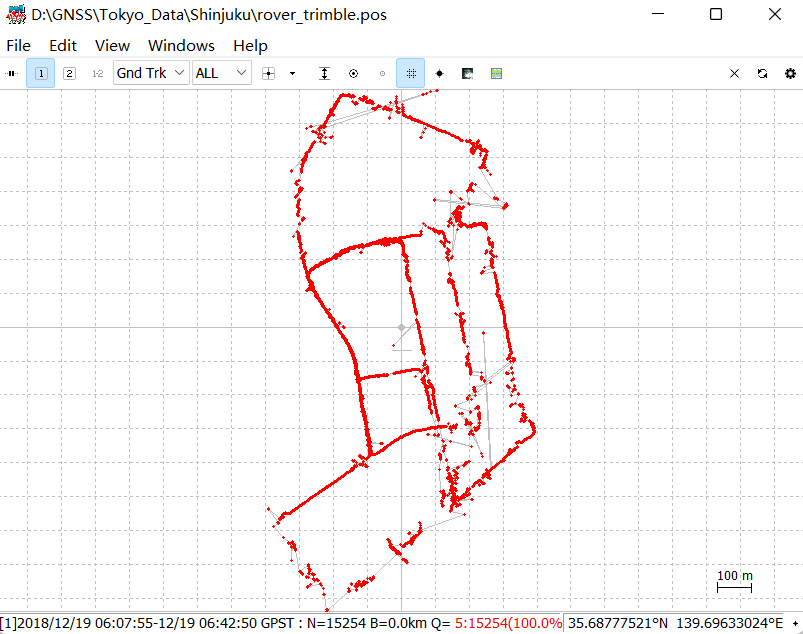 D:\GNSS\Tokyo_Data\Shinjuku\rover_trimble.pos
File Edit View Windows Help
1 2 1-2 Gnd Trk ALL
100 m
[1]2018/12/19 06:07:55-12/19 06:42:50 GPST : N=15254 B=0.0km Q= 5:15254(100.0% 35.68777521°N 139.69633024°E